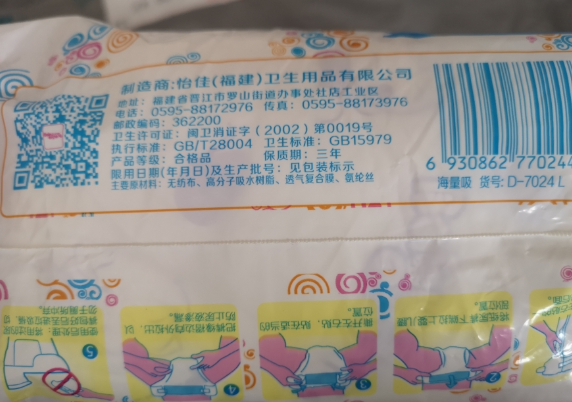 制造商:怡佳(福建)卫生用品有限公司
地址: 福建省晋江市罗山街道办事处社店工业区
电话: 0595-88172976 传真: 0595-88173976
邮政编码: 362200
卫生许可证: 闽卫消证字(2002)第0019号
执行标准: GB/T28004 卫生标准: GB15979
产品等级: 合格品 保质期: 三年
限用日期(年月日)及生产批号: 见包装标示
主要原材料: 无纺布、高分子吸水树脂、透气复合膜、氨纶丝
6 930862 770244
海量吸 货号: D-7024 L
5
4
3
2